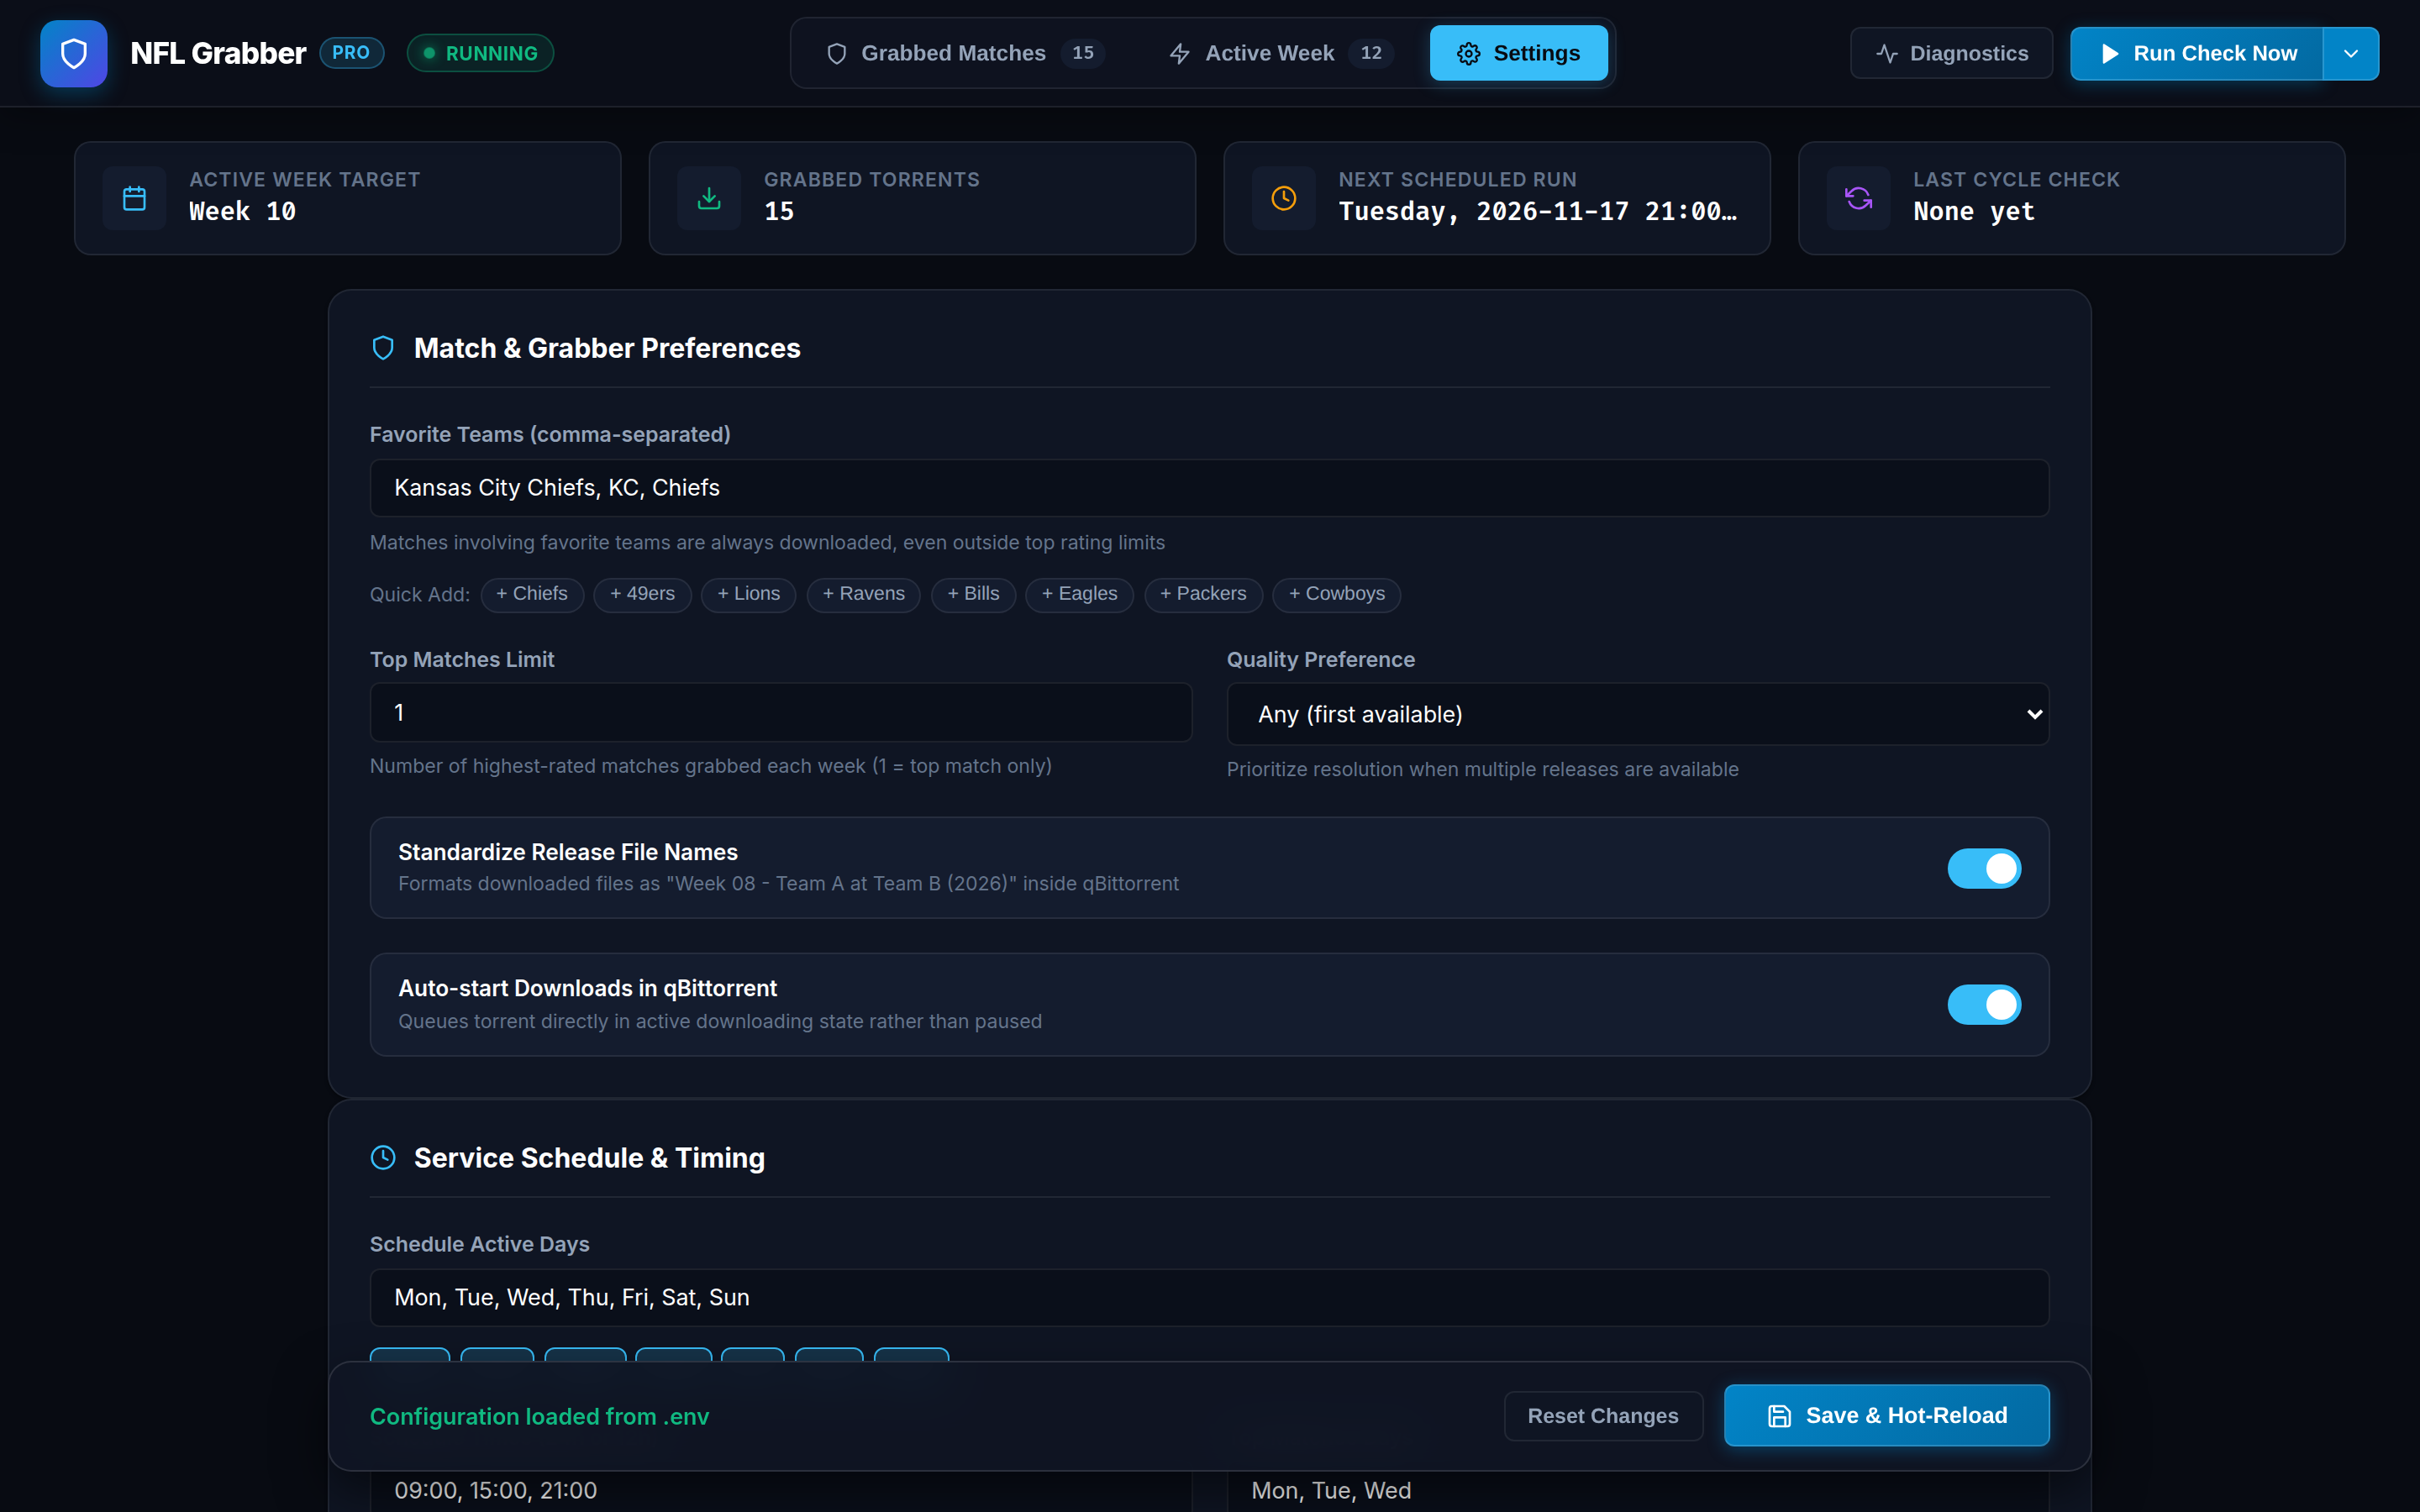 NFL Grabber PRO RUNNING
Grabbed Matches 15 Active Week 12 Settings
Diagnostics Run Check Now
ACTIVE WEEK TARGET
Week 10
GRABBED TORRENTS
15
NEXT SCHEDULED RUN
Tuesday, 2026-11-17 21:00…
LAST CYCLE CHECK
None yet
Match & Grabber Preferences
Favorite Teams (comma-separated)
Kansas City Chiefs, KC, Chiefs
Matches involving favorite teams are always downloaded, even outside top rating limits
Quick Add: + Chiefs + 49ers + Lions + Ravens + Bills + Eagles + Packers + Cowboys
Top Matches Limit
1
Number of highest-rated matches grabbed each week (1 = top match only)
Quality Preference
Any (first available)
Prioritize resolution when multiple releases are available
Standardize Release File Names
Formats downloaded files as "Week 08 - Team A at Team B (2026)" inside qBittorrent
Auto-start Downloads in qBittorrent
Queues torrent directly in active downloading state rather than paused
Service Schedule & Timing
Schedule Active Days
Mon, Tue, Wed, Thu, Fri, Sat, Sun
Configuration loaded from .env
Reset Changes Save & Hot-Reload
09:00, 15:00, 21:00
Mon, Tue, Wed